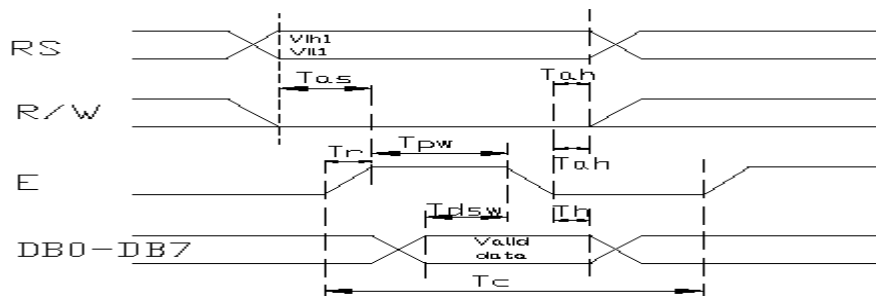 RS
Vih1
Vil1
Tas
Tah
R/W
Tpw
Tr
Tah
E
Tdsw
Th
DB0-DB7
Valid
data
Tc